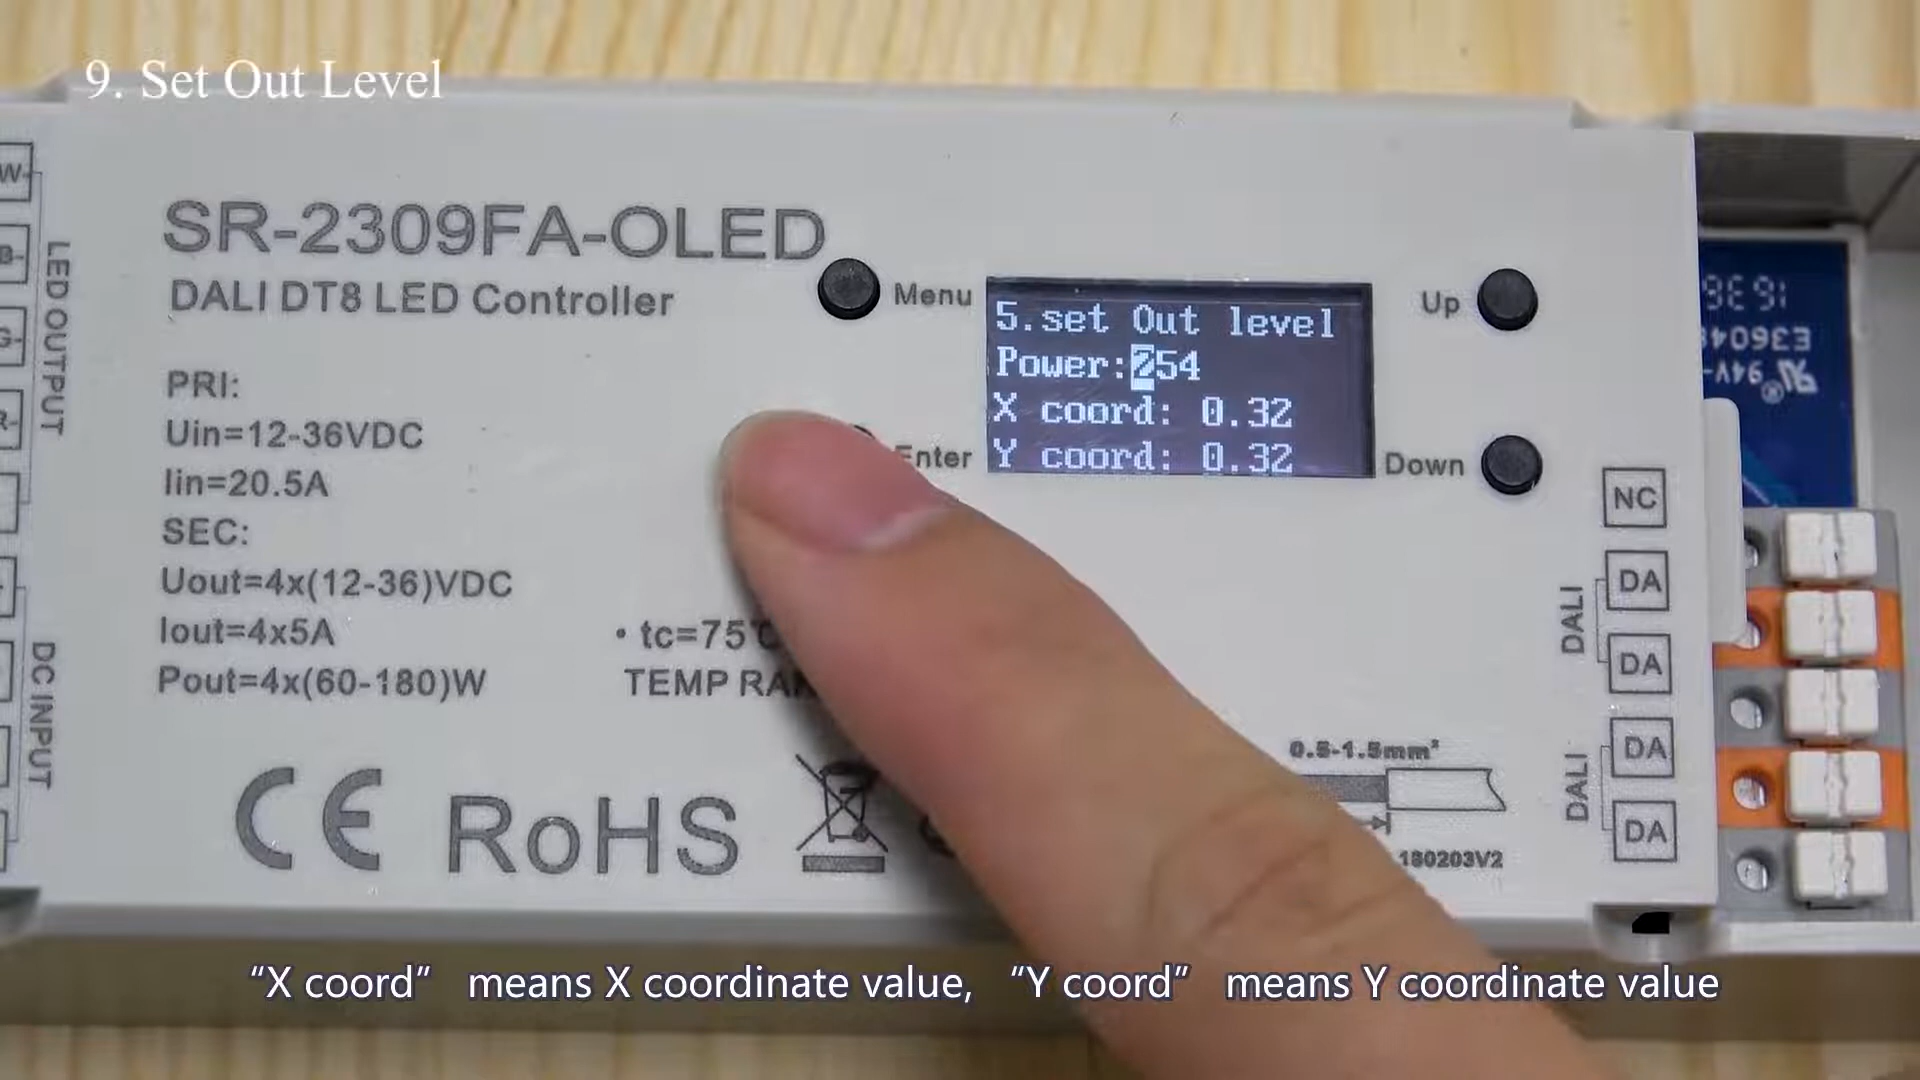 9. Set Out Level
SR-2309FA-OLED
DALI DT8 LED Controller
PRI:
Uin=12-36VDC
Iin=20.5A
SEC:
Uout=4x(12-36)VDC
Iout=4x5A
Pout=4x(60-180)W
• tc=75°C
TEMP
RoHS
LED OUTPUT
DC INPUT
W-
B-
G-
R-
Menu
Enter
5.set Out level
Power:254
X coord: 0.32
Y coord: 0.32
Up
Down
NC
DALI
DA
DA
DALI
DA
DA
0.5-1.5mm²
180203V2
“X coord” means X coordinate value, “Y coord” means Y coordinate value